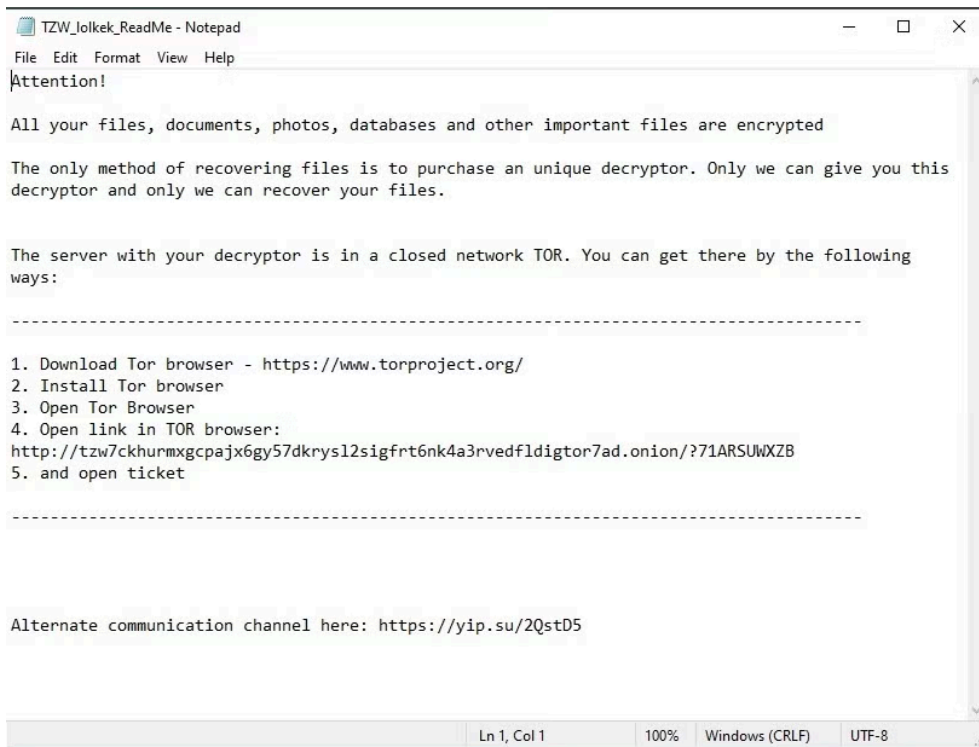 TZW_lolkek_ReadMe - Notepad
File Edit Format View Help
Attention!
All your files, documents, photos, databases and other important files are encrypted
The only method of recovering files is to purchase an unique decryptor. Only we can give you this
decryptor and only we can recover your files.
The server with your decryptor is in a closed network TOR. You can get there by the following
ways:
----------------------------------------------------------------------------------------
1. Download Tor browser - https://www.torproject.org/
2. Install Tor browser
3. Open Tor Browser
4. Open link in TOR browser:
http://tzw7ckhurmxgcpajx6gy57dkrysl2sigfrt6nk4a3rvedfldigtor7ad.onion/?71ARSUWXZB
5. and open ticket
----------------------------------------------------------------------------------------
Alternate communication channel here: https://yip.su/2QstD5
Ln 1, Col 1 100% Windows (CRLF) UTF-8